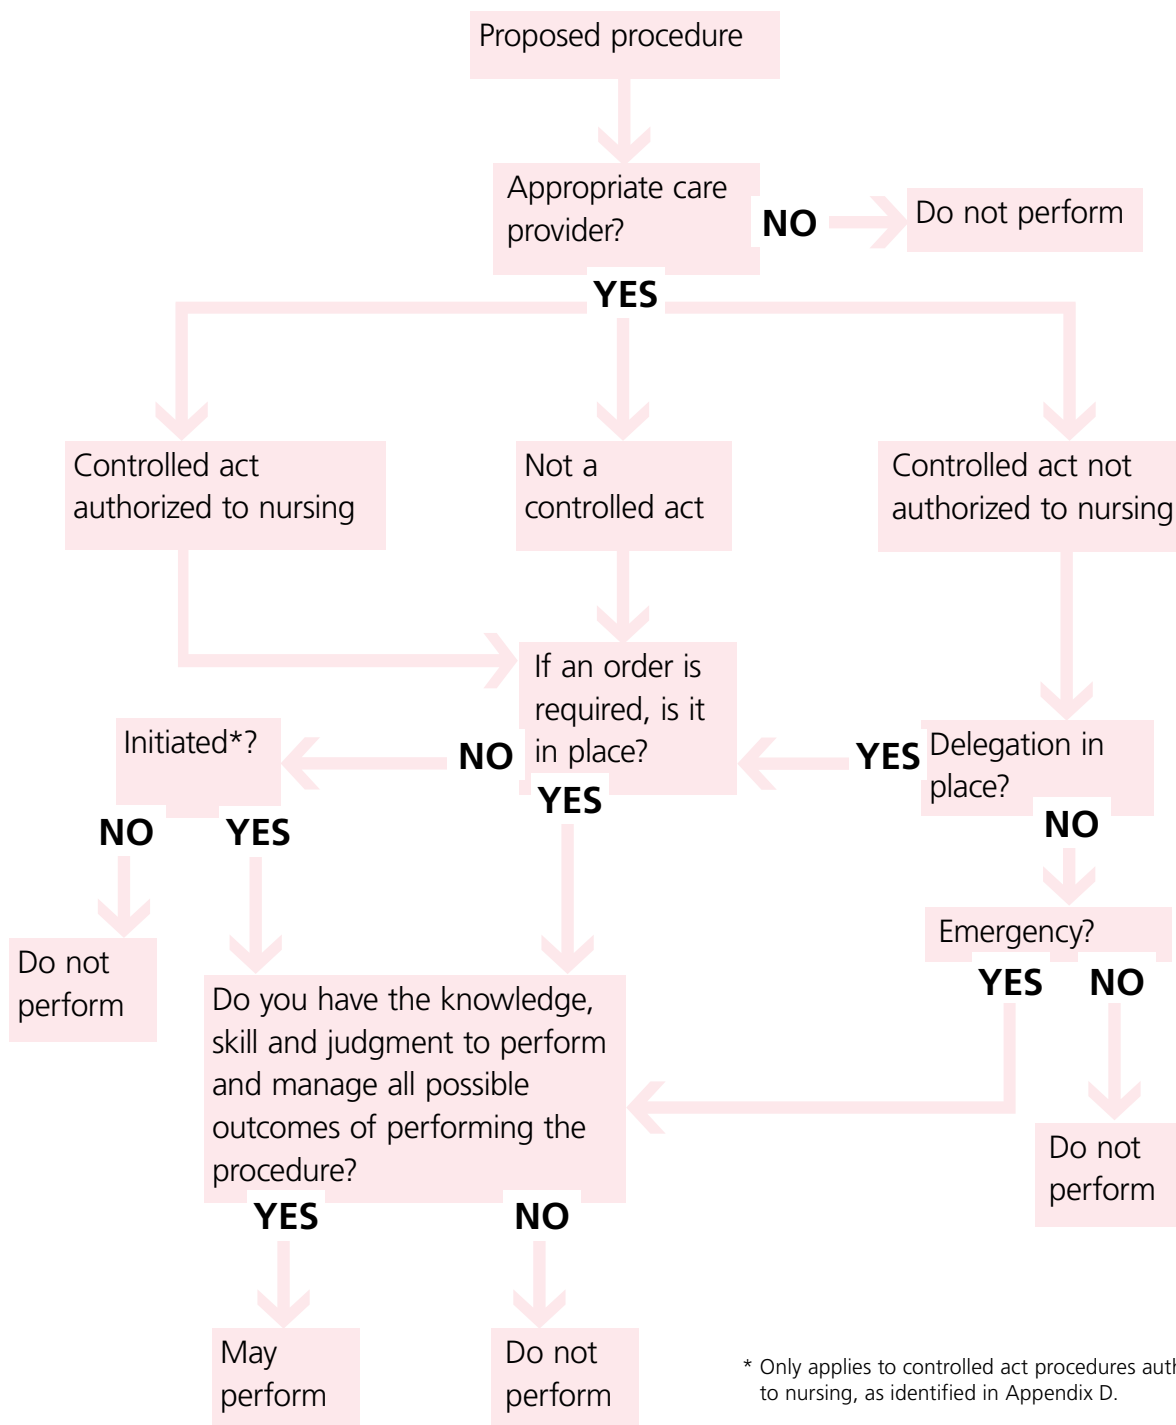 Proposed procedure
Appropriate care
provider?
NO
Do not perform
YES
Controlled act
authorized to nursing
Not a
controlled act
Controlled act not
authorized to nursing
If an order is
required, is it
in place?
Initiated*?
NO
YES
Delegation in
place?
YES
NO
NO
YES
Emergency?
Do not
perform
YES
NO
Do you have the knowledge,
skill and judgment to perform
and manage all possible
outcomes of performing the
procedure?
Do not
perform
YES
NO
May
perform
Do not
perform
* Only applies to controlled act procedures
to nursing, as identified in Appendix D.